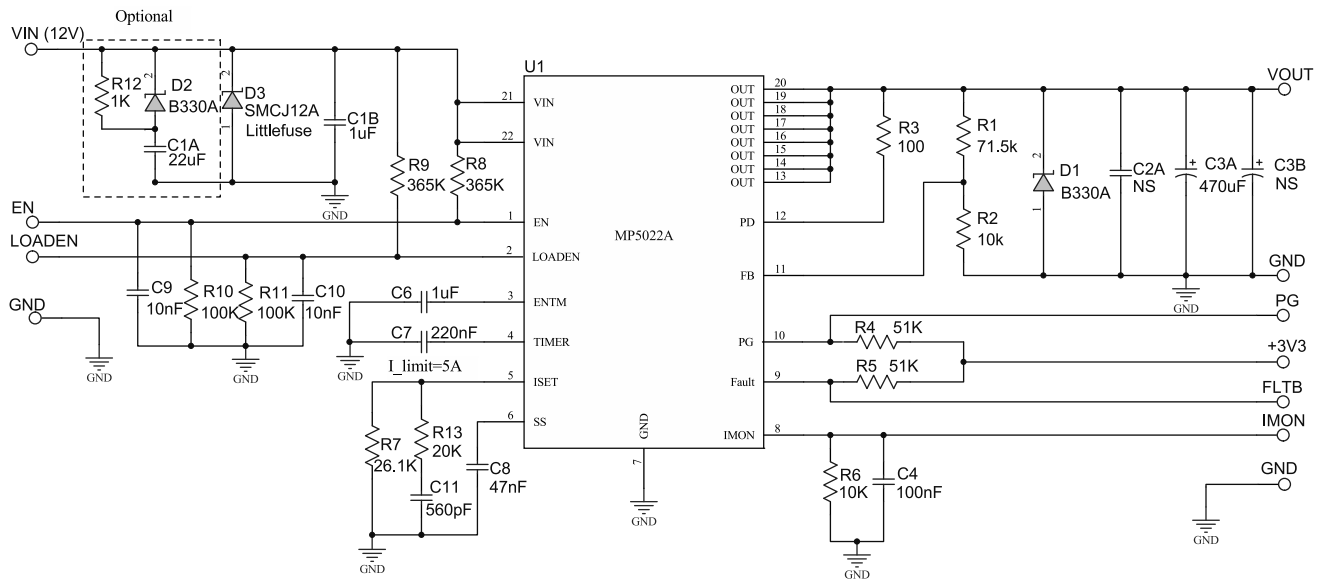 Optional
VIN (12V)
R12
1K
2
D2
B330A
C1A
22uF
2
D3
SMCJ12A
Littlefuse
1
C1B
1uF
GND
R9
365K
R8
365K
EN
LOADEN
C9
10nF
R10
100K
R11
100K
C10
10nF
GND
GND
GND
C6
1uF
C7
220nF
GND
I_limit=5A
R7
26.1K
R13
20K
C11
560pF
C8
47nF
GND
U1
MP5022A
21
VIN
22
VIN
1
EN
2
LOADEN
3
ENTM
4
TIMER
5
ISET
6
SS
GND
7
GND
OUT
20
OUT
19
OUT
18
OUT
17
OUT
16
OUT
15
OUT
14
OUT
13
PD
12
FB
11
PG
10
Fault
9
IMON
8
R3
100
R1
71.5k
R2
10k
2
D1
B330A
1
C2A
NS
+
C3A
470uF
+
C3B
NS
VOUT
GND
GND
PG
R4
51K
R5
51K
+3V3
FLTB
IMON
R6
10K
C4
100nF
GND
GND
GND